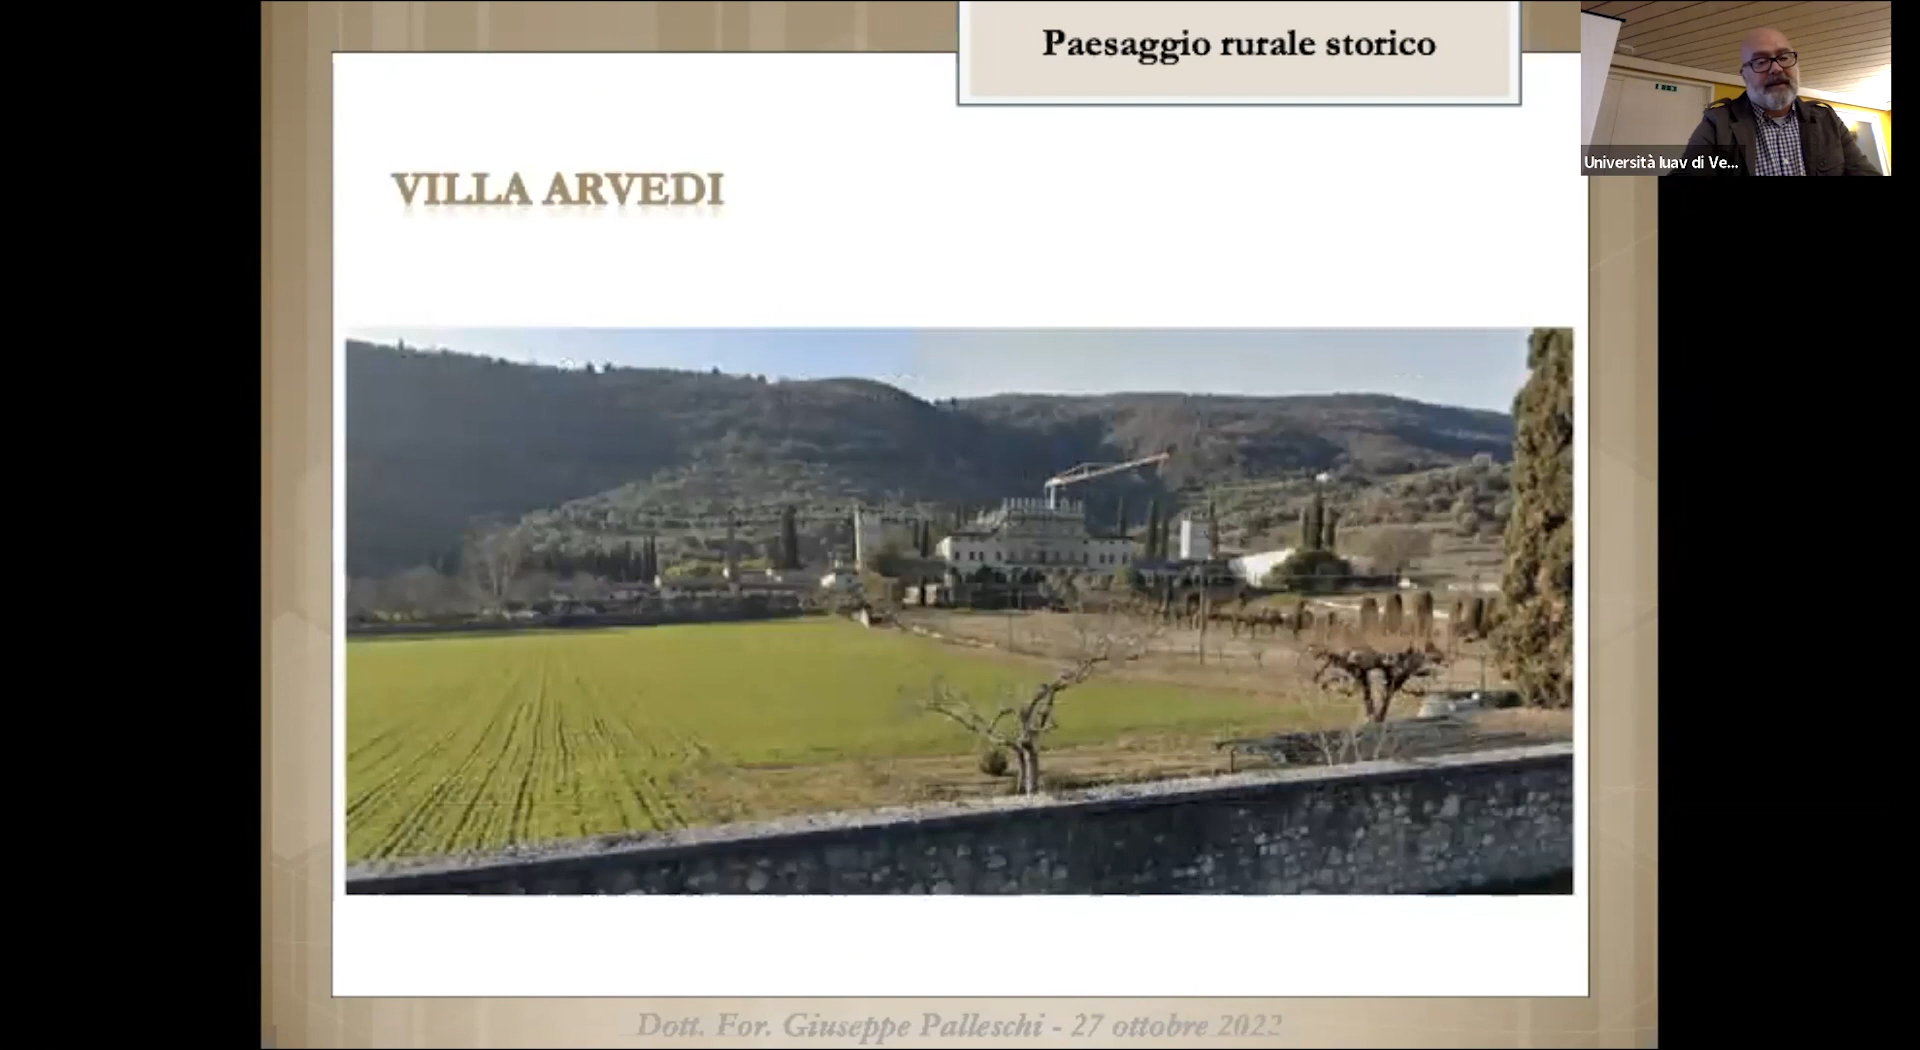 Paesaggio rurale storico
Università Iuav di Ve...
VILLA ARVEDI
Dott. For. Giuseppe Palleschi - 27 ottobre 2022